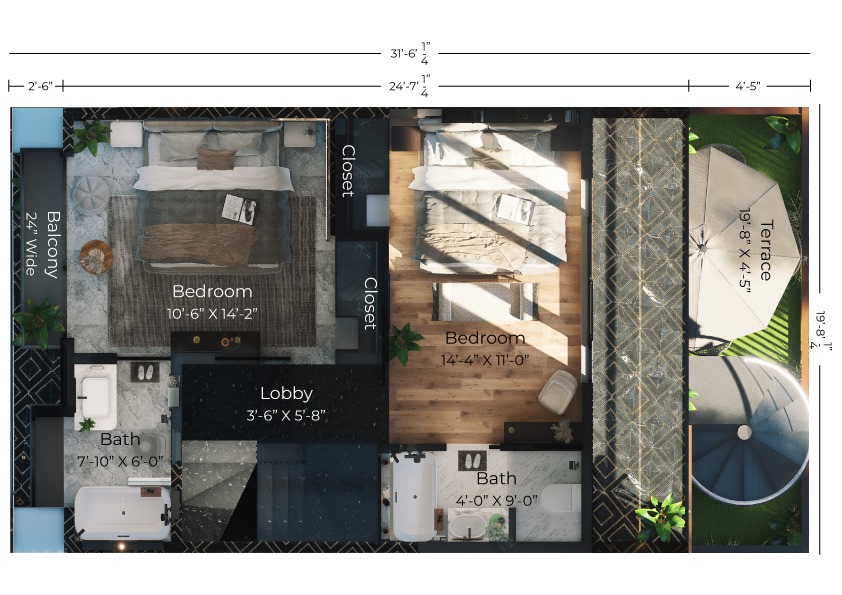 31'-6' 1"/4
2'-6"
24'-7' 1"/4
4'-5"
Closet
Balcony
24" Wide
Terrace
19'-8" X 4'-5"
Bedroom
10'-6" X 14'-2"
Closet
19'-8' 1"/4
Bedroom
14'-4" X 11'-0"
Lobby
3'-6" X 5'-8"
Bath
7'-10" X 6'-0"
Bath
4'-0" X 9'-0"